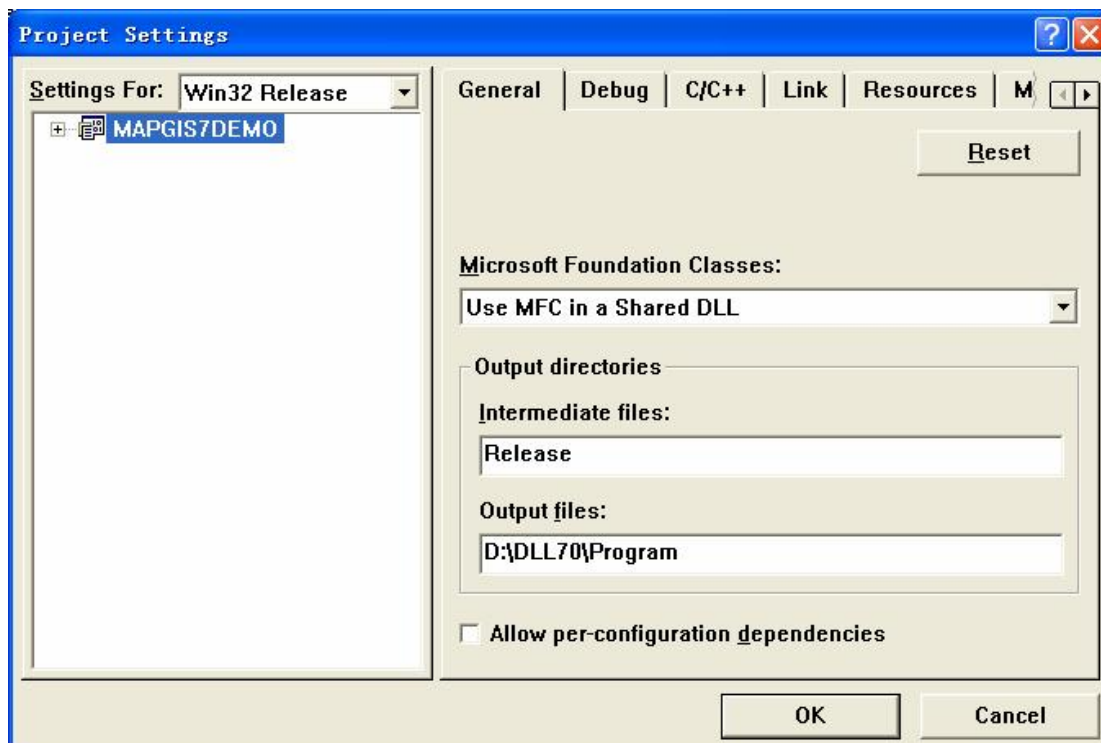 Project Settings
Settings For: Win32 Release
MAPGIS7DEMO
General Debug C/C++ Link Resources M
Reset
Microsoft Foundation Classes:
Use MFC in a Shared DLL
Output directories
Intermediate files:
Release
Output files:
D:\DLL70\Program
Allow per-configuration dependencies
OK Cancel